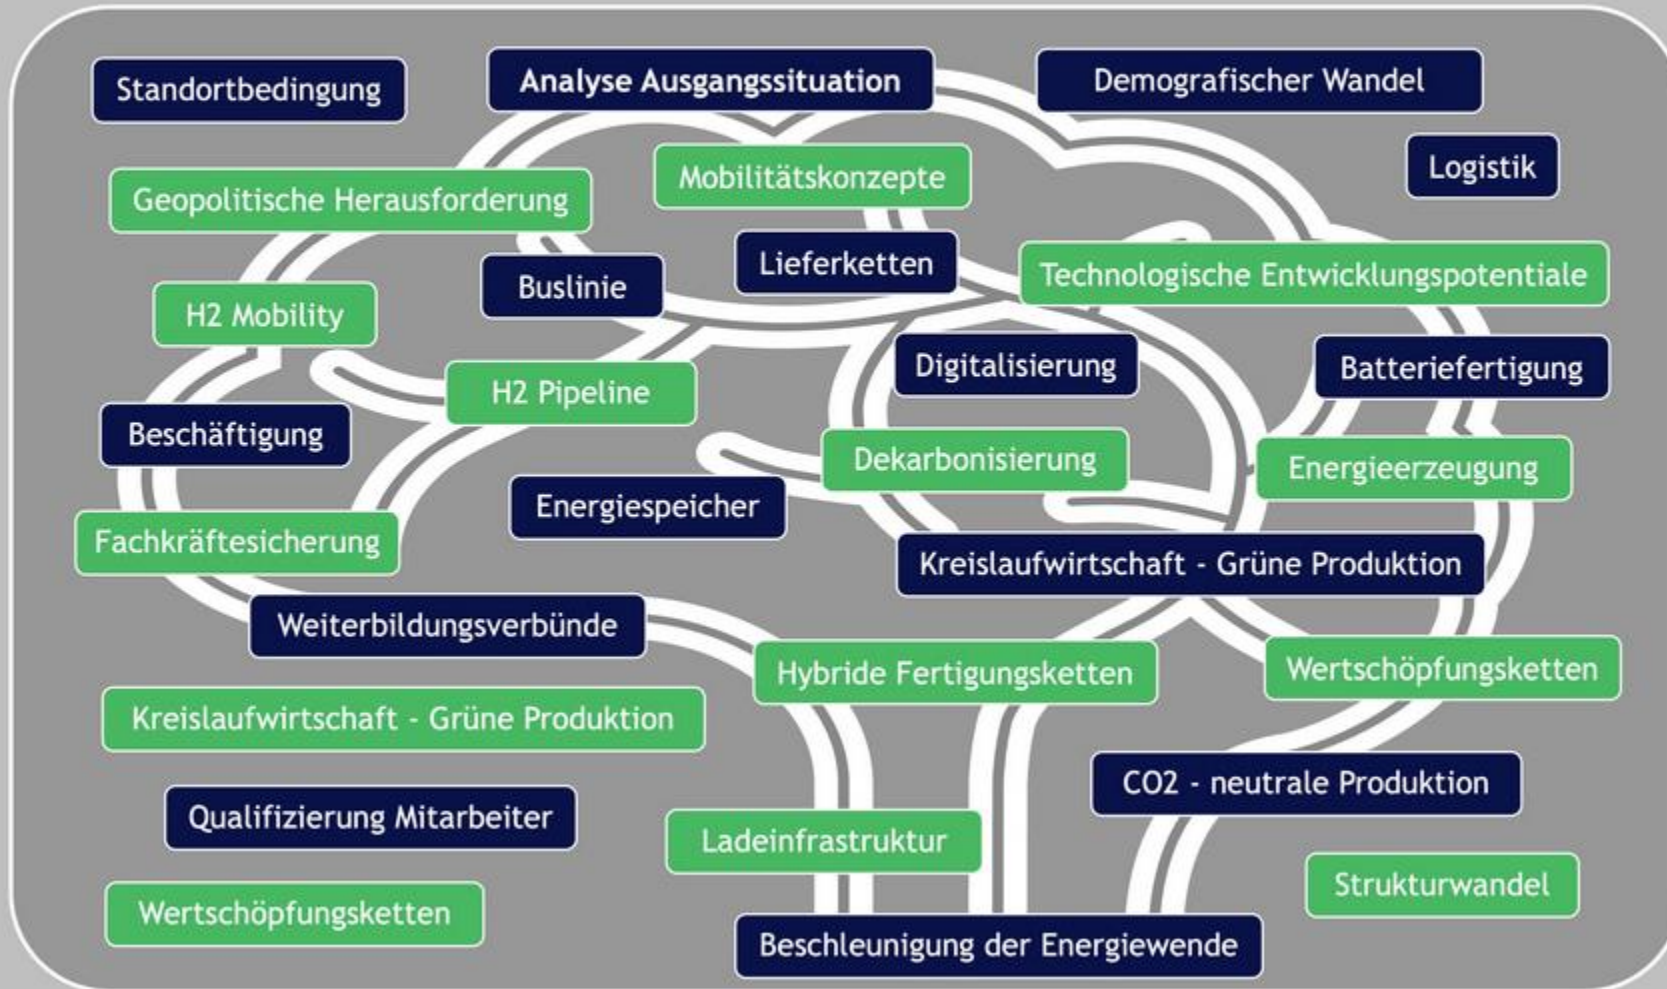 Standortbedingung
Analyse Ausgangssituation
Demografischer Wandel
Logistik
Geopolitische Herausforderung
Mobilitätskonzepte
Buslinie
Lieferketten
Technologische Entwicklungspotentiale
H2 Mobility
H2 Pipeline
Digitalisierung
Batteriefertigung
Beschäftigung
Dekarbonisierung
Energieerzeugung
Energiespeicher
Fachkräftesicherung
Kreislaufwirtschaft - Grüne Produktion
Weiterbildungsverbünde
Hybride Fertigungsketten
Wertschöpfungsketten
Kreislaufwirtschaft - Grüne Produktion
CO2 - neutrale Produktion
Qualifizierung Mitarbeiter
Ladeinfrastruktur
Strukturwandel
Wertschöpfungsketten
Beschleunigung der Energiewende